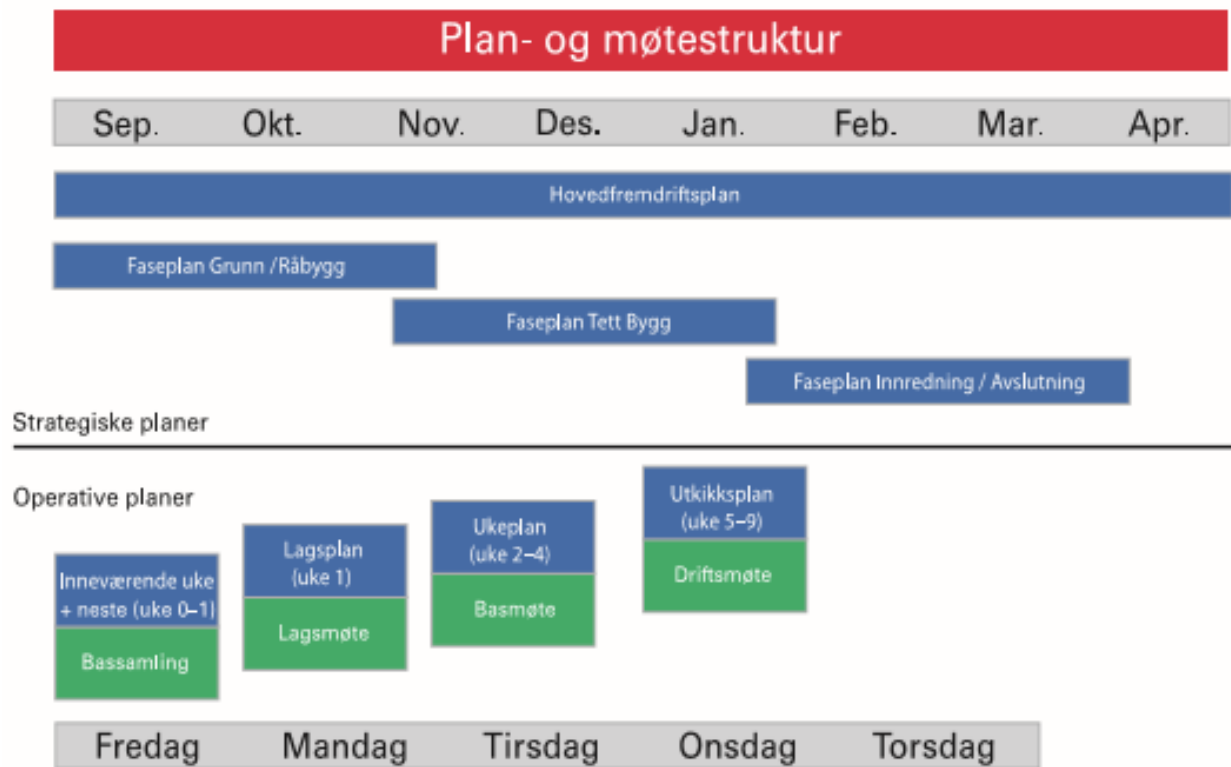 Plan- og møtestruktur
Sep. Okt. Nov. Des. Jan. Feb. Mar. Apr.
Hovedfremdriftsplan
Faseplan Grunn /Råbygg
Faseplan Tett Bygg
Faseplan Innredning / Avslutning
Strategiske planer
Operative planer
Inneværende uke
+ neste (uke 0–1)
Bassamling
Lagsplan
(uke 1)
Lagsmøte
Ukeplan
(uke 2–4)
Basmøte
Utkikksplan
(uke 5–9)
Driftsmøte
Fredag Mandag Tirsdag Onsdag Torsdag